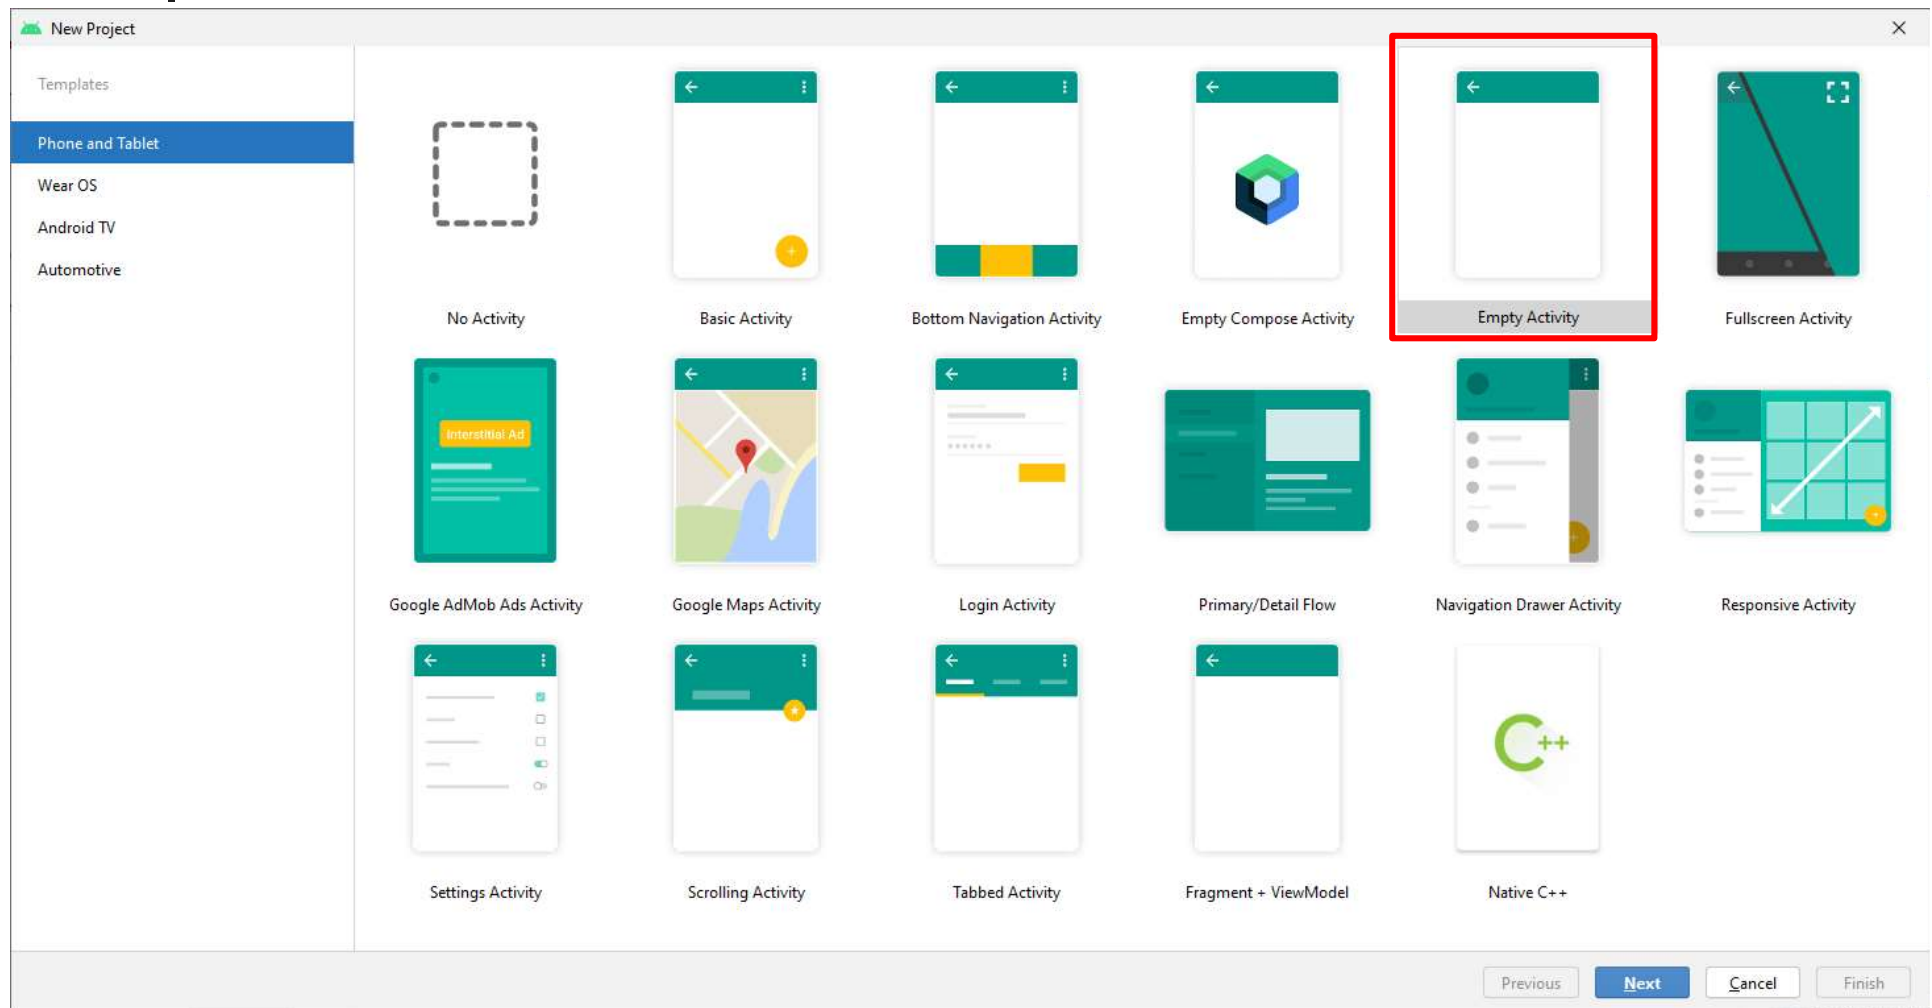 New Project
Templates
Phone and Tablet
Wear OS
Android TV
Automotive
No Activity
Basic Activity
Bottom Navigation Activity
Empty Compose Activity
Empty Activity
Fullscreen Activity
Interstitial Ad
Google AdMob Ads Activity
Google Maps Activity
Login Activity
Primary/Detail Flow
Navigation Drawer Activity
Responsive Activity
C++
Settings Activity
Scrolling Activity
Tabbed Activity
Fragment + ViewModel
Native C++
Previous
Next
Cancel
Finish